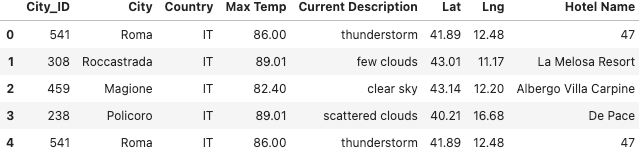 City_ID City Country Max Temp Current Description Lat Lng Hotel Name
0 541 Roma IT 86.00 thunderstorm 41.89 12.48 47
1 308 Roccastrada IT 89.01 few clouds 43.01 11.17 La Melosa Resort
2 459 Magione IT 82.40 clear sky 43.14 12.20 Albergo Villa Carpine
3 238 Policoro IT 89.01 scattered clouds 40.21 16.68 De Pace
4 541 Roma IT 86.00 thunderstorm 41.89 12.48 47